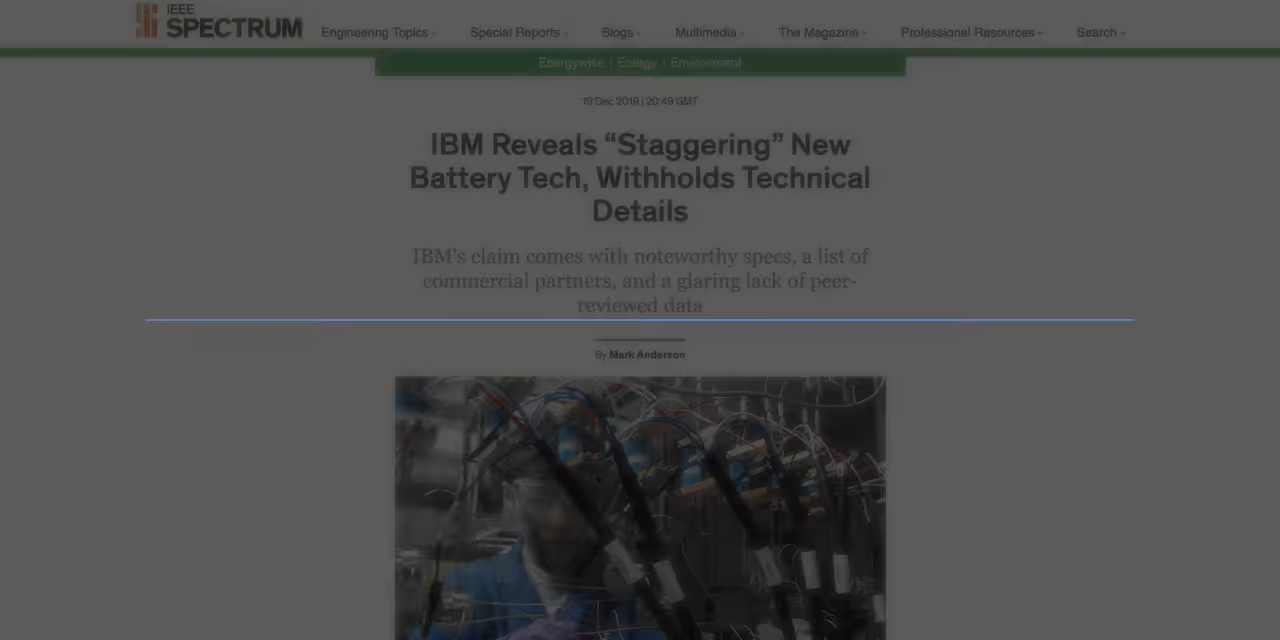 IEEE
SPECTRUM
Engineering Topics Special Reports Blogs Multimedia The Magazine Professional Resources Search
Energywise | Energy | Environment
19 Dec 2019 | 20:49 GMT
IBM Reveals “Staggering” New
Battery Tech, Withholds Technical
Details
IBM's claim comes with noteworthy specs, a list of
commercial partners, and a glaring lack of peer-
reviewed data
By Mark Anderson